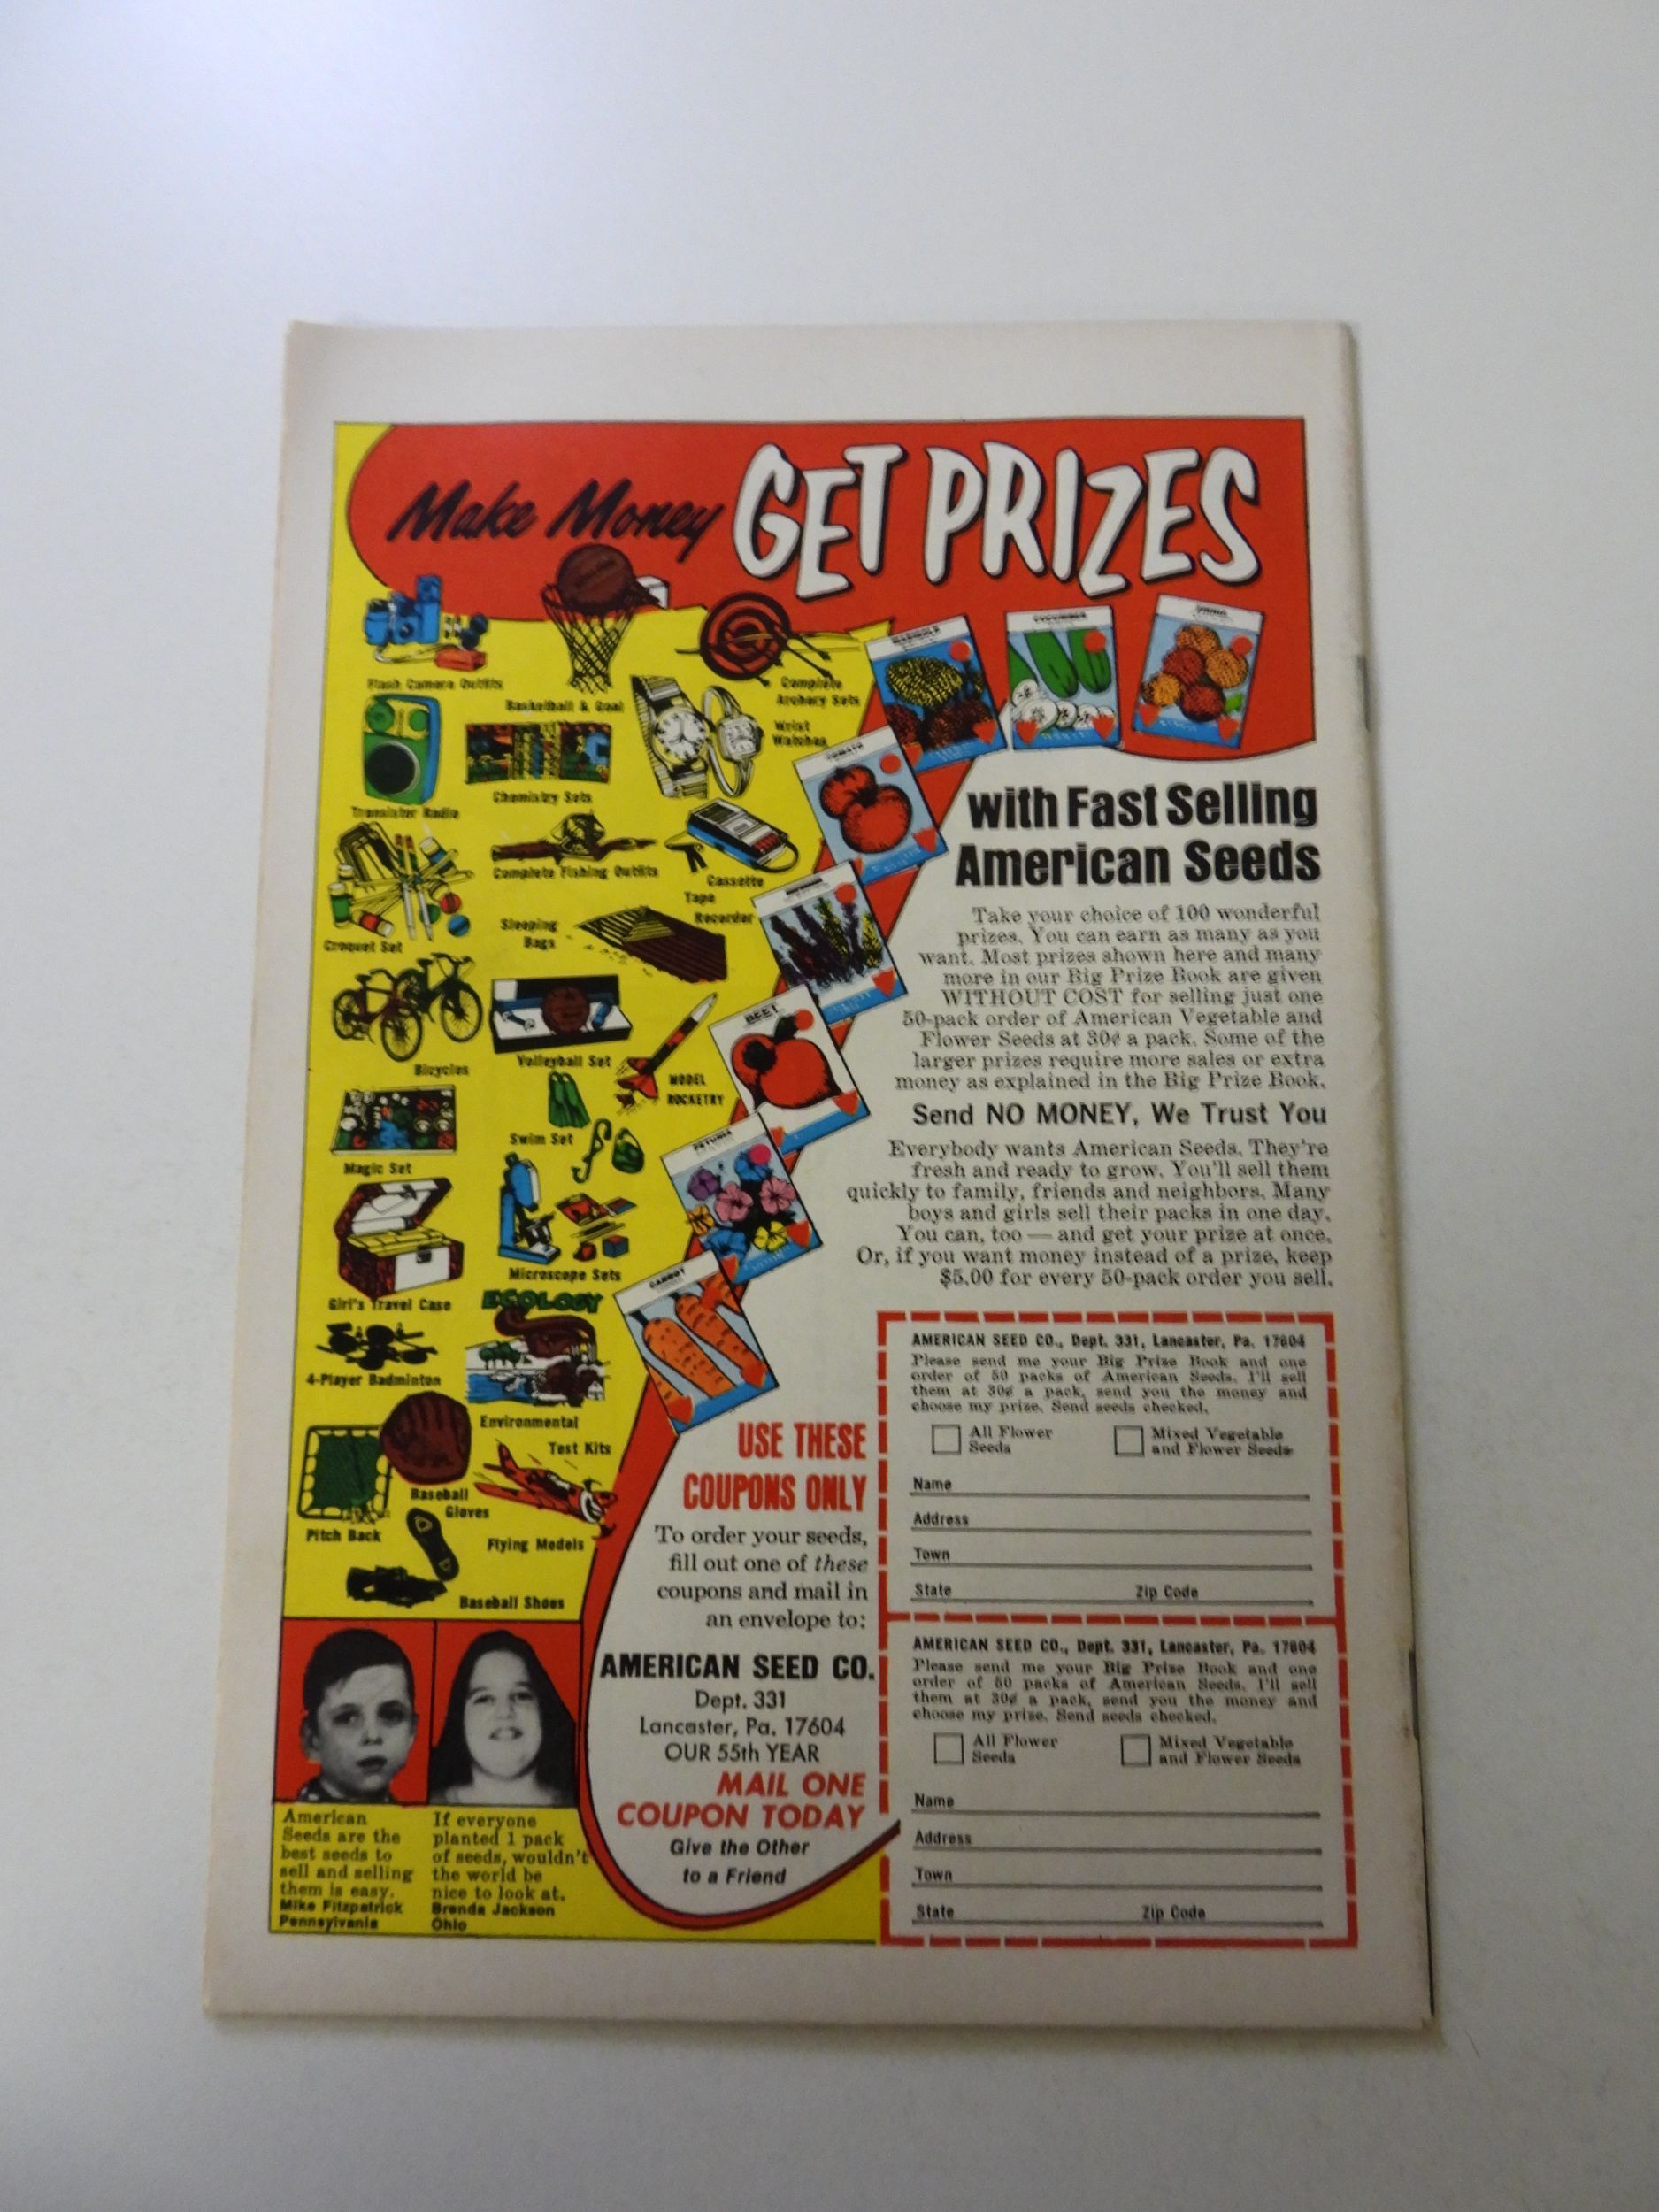 Make Money GET PRIZES
Flash Camera Outfits
Basketball & Goal
Complete
Archery Sets
Wrist
Watches
Transistor Radio
Chemistry Sets
Complete Fishing Outfits
Cassette
Tape
Recorder
Croquet Set
Sleeping
Bags
Bicycles
Volleyball Set
MODEL
ROCKETRY
Swim Set
Magic Set
Microscope Sets
Girl's Travel Case
ECOLOGY
4-Player Badminton
Environmental
Test Kits
Baseball
Gloves
Pitch Back
Flying Models
Baseball Shoes
MARIGOLD
CUCUMBER
ZINNIA
TOMATO
BEET
PETUNIA
CARROT
with Fast Selling
American Seeds
Take your choice of 100 wonderful
prizes. You can earn as many as you
want. Most prizes shown here and many
more in our Big Prize Book are given
WITHOUT COST for selling just one
50-pack order of American Vegetable and
Flower Seeds at 30¢ a pack. Some of the
larger prizes require more sales or extra
money as explained in the Big Prize Book.
Send NO MONEY, We Trust You
Everybody wants American Seeds. They're
fresh and ready to grow. You'll sell them
quickly to family, friends and neighbors. Many
boys and girls sell their packs in one day.
You can, too — and get your prize at once.
Or, if you want money instead of a prize, keep
$5.00 for every 50-pack order you sell.
USE THESE
COUPONS ONLY
To order your seeds,
fill out one of these
coupons and mail in
an envelope to:
AMERICAN SEED CO.
Dept. 331
Lancaster, Pa. 17604
OUR 55th YEAR
MAIL ONE
COUPON TODAY
Give the Other
to a Friend
AMERICAN SEED CO., Dept. 331, Lancaster, Pa. 17604
Please send me your Big Prize Book and one
order of 50 packs of American Seeds. I'll sell
them at 30¢ a pack, send you the money and
choose my prize. Send seeds checked.
All Flower
Seeds
Mixed Vegetable
and Flower Seeds
Name
Address
Town
State Zip Code
AMERICAN SEED CO., Dept. 331, Lancaster, Pa. 17604
Please send me your Big Prize Book and one
order of 50 packs of American Seeds. I'll sell
them at 30¢ a pack, send you the money and
choose my prize. Send seeds checked.
All Flower
Seeds
Mixed Vegetable
and Flower Seeds
Name
Address
Town
State Zip Code
American
Seeds are the
best seeds to
sell and selling
them is easy.
Mike Fitzpatrick
Pennsylvania
If everyone
planted 1 pack
of seeds, wouldn't
the world be
nice to look at.
Brenda Jackson
Ohio